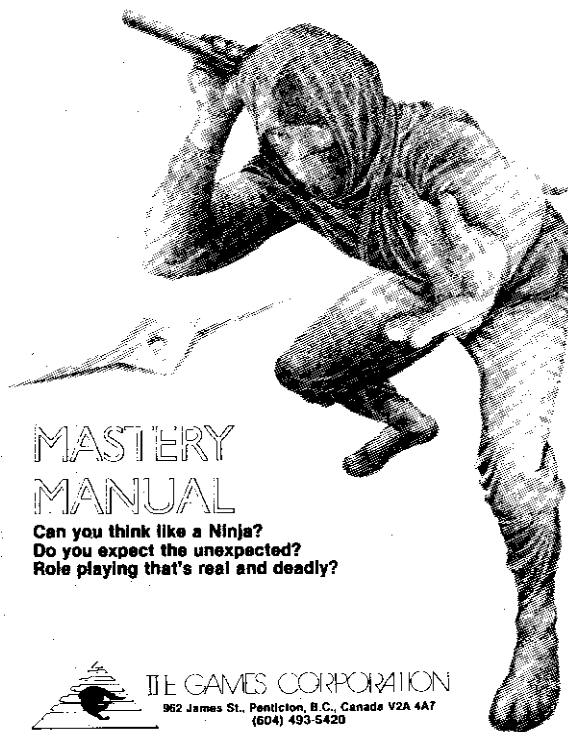 MASTERY
MANUAL
Can you think like a Ninja?
Do you expect the unexpected?
Role playing that's real and deadly?
THE GAMES CORPORATION
962 James St., Penticton, B.C., Canada V2A 4A7
(604) 493-5420